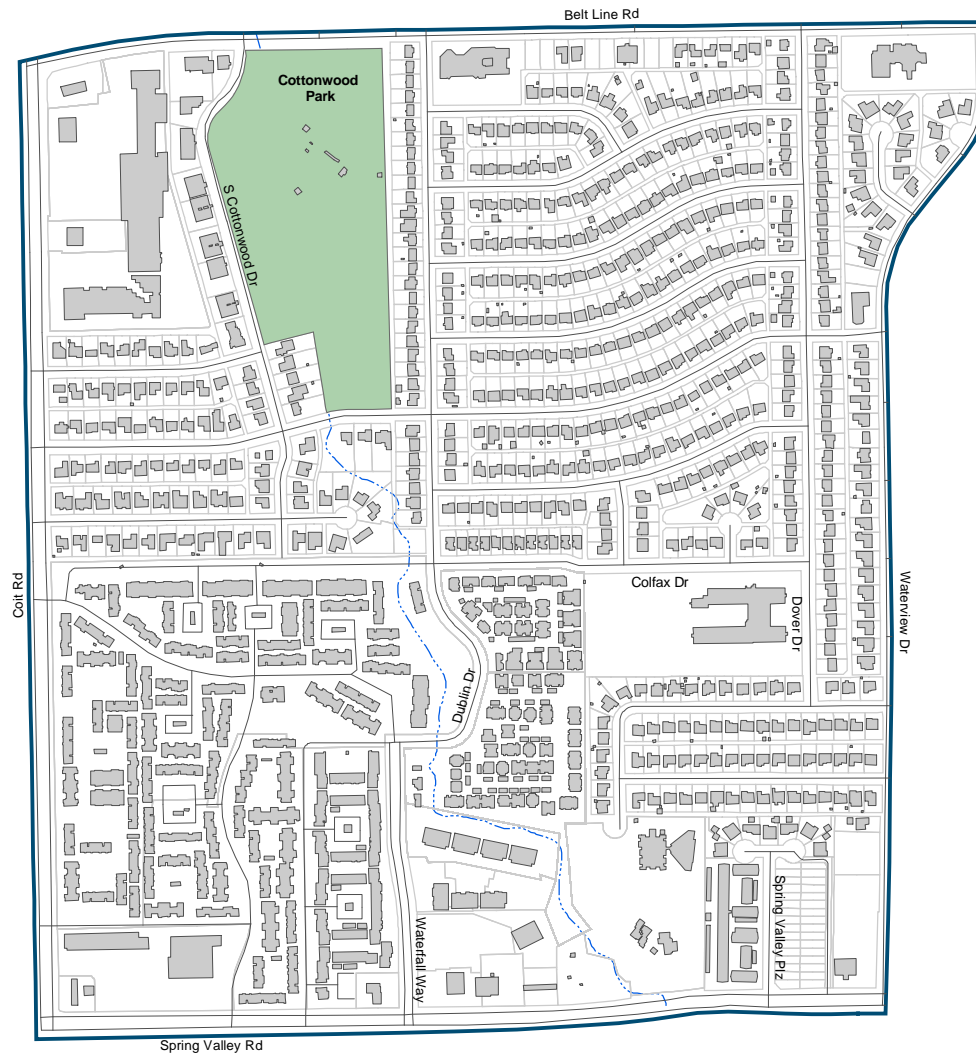 Belt Line Rd
Cottonwood
Park
S Cottonwood Dr
Coit Rd
Colfax Dr
Dover Dr
Waterview Dr
Dublin Dr
Waterfall Way
Spring Valley Plz
Spring Valley Rd